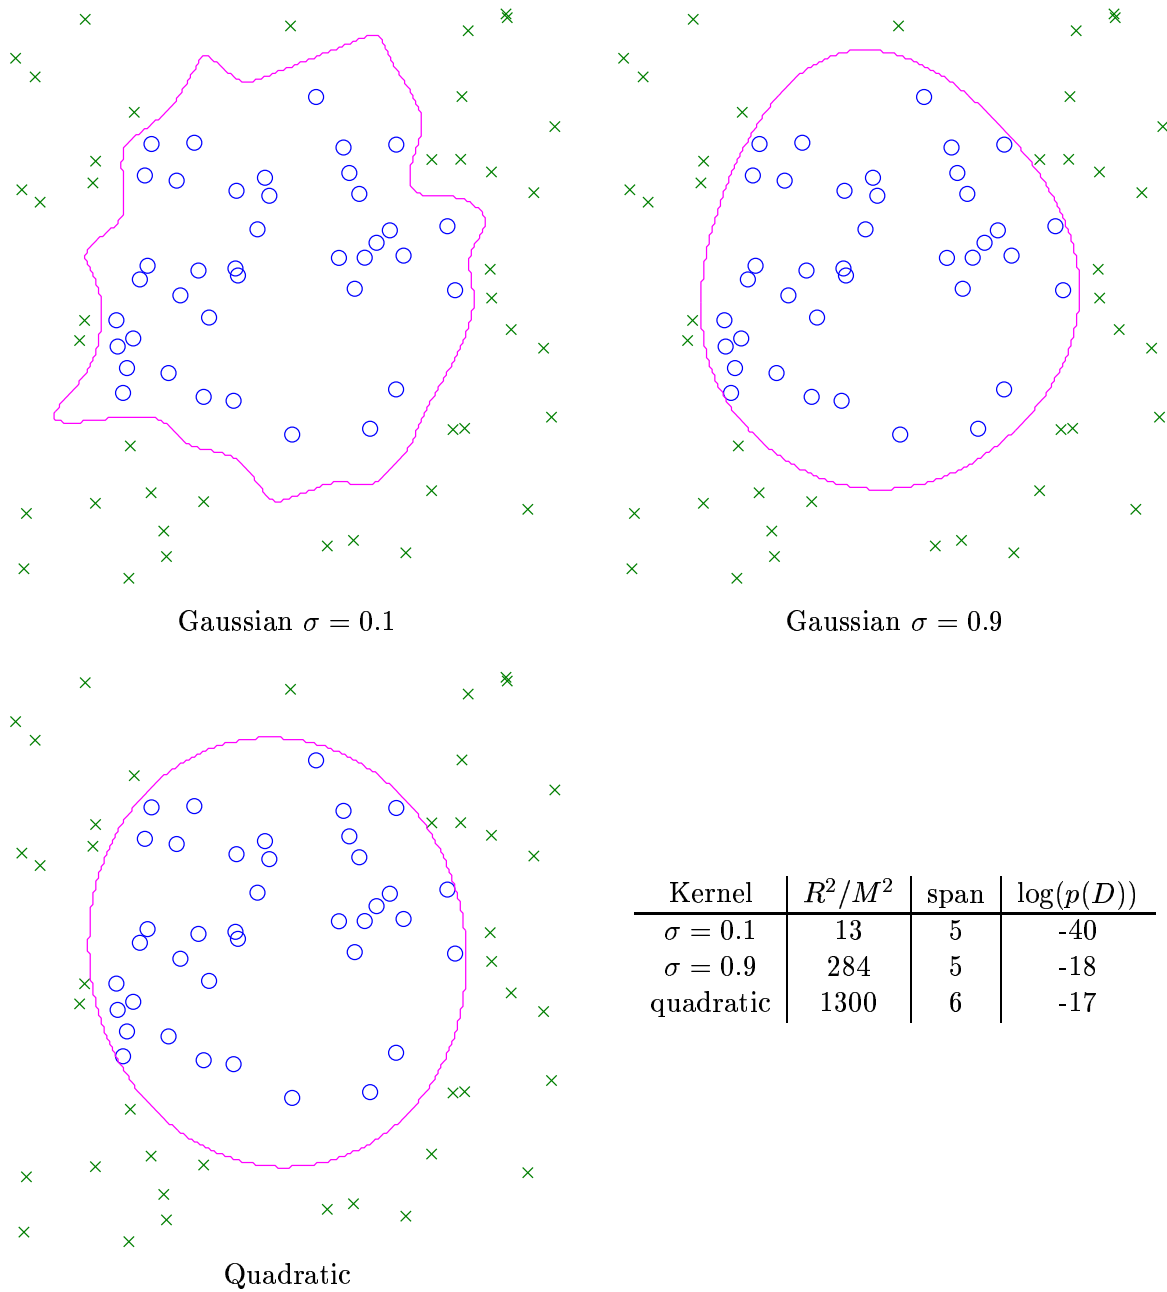 Gaussian σ = 0.1
Gaussian σ = 0.9
Kernel R²/M² span log(p(D))
σ = 0.1 13 5 -40
σ = 0.9 284 5 -18
quadratic 1300 6 -17
Quadratic